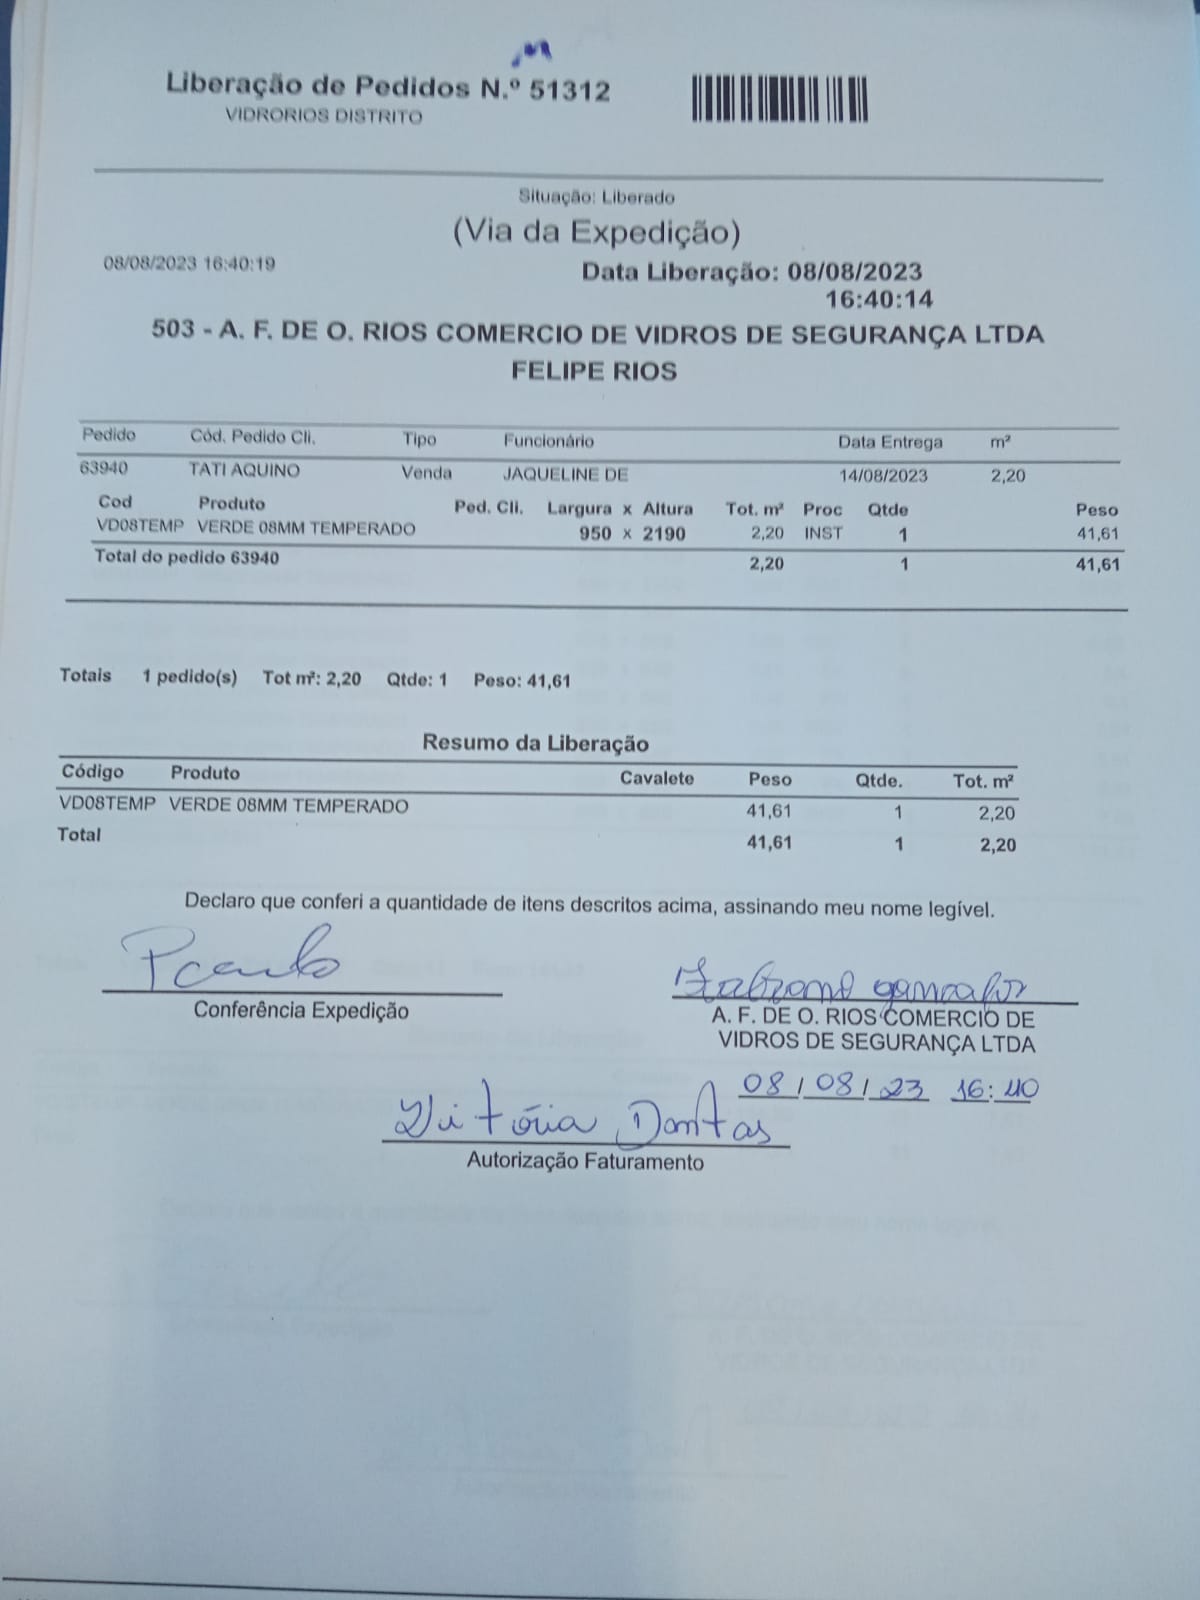 Liberação de Pedidos N.º 51312
VIDRORIOS DISTRITO
Situação: Liberado
(Via da Expedição)
08/08/2023 16:40:19
Data Liberação: 08/08/2023
16:40:14
503 - A. F. DE O. RIOS COMERCIO DE VIDROS DE SEGURANÇA LTDA
FELIPE RIOS
Pedido Cód. Pedido Cli. Tipo Funcionário Data Entrega m²
63940 TATI AQUINO Venda JAQUELINE DE 14/08/2023 2,20
Cod Produto Ped. Cli. Largura x Altura Tot. m² Proc Qtde Peso
VD08TEMP VERDE 08MM TEMPERADO 950 x 2190 2,20 INST 1 41,61
Total do pedido 63940 2,20 1 41,61
Totais 1 pedido(s) Tot m²: 2,20 Qtde: 1 Peso: 41,61
Resumo da Liberação
Código Produto Cavalete Peso Qtde. Tot. m²
VD08TEMP VERDE 08MM TEMPERADO 41,61 1 2,20
Total 41,61 1 2,20
Declaro que conferi a quantidade de itens descritos acima, assinando meu nome legível.
Conferência Expedição
A. F. DE O. RIOS COMERCIO DE
VIDROS DE SEGURANÇA LTDA
08/08/23 16:40
Vitória Dantas
Autorização Faturamento